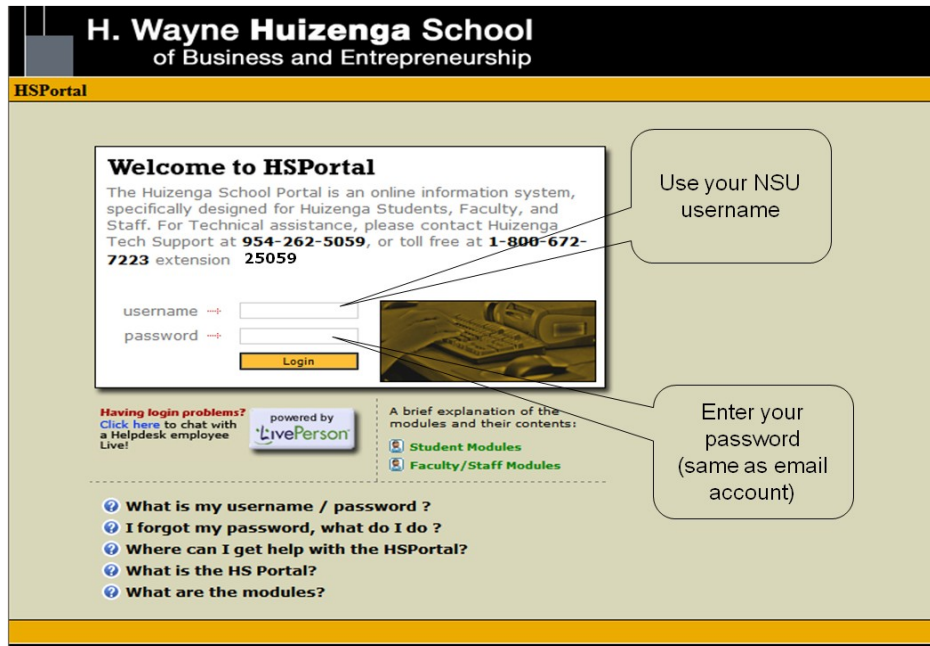 H. Wayne Huizenga School
of Business and Entrepreneurship
HSPortal
Welcome to HSPortal
The Huizenga School Portal is an online information system,
specifically designed for Huizenga Students, Faculty, and
Staff. For Technical assistance, please contact Huizenga
Tech Support at 954-262-5059, or toll free at 1-800-672-
7223 extension 25059
username
password
Login
Use your NSU
username
Enter your
password
(same as email
account)
Having login problems?
Click here to chat with
a Helpdesk employee
Live!
powered by
LivePerson
A brief explanation of the
modules and their contents:
Student Modules
Faculty/Staff Modules
What is my username / password ?
I forgot my password, what do I do ?
Where can I get help with the HSPortal?
What is the HS Portal?
What are the modules?